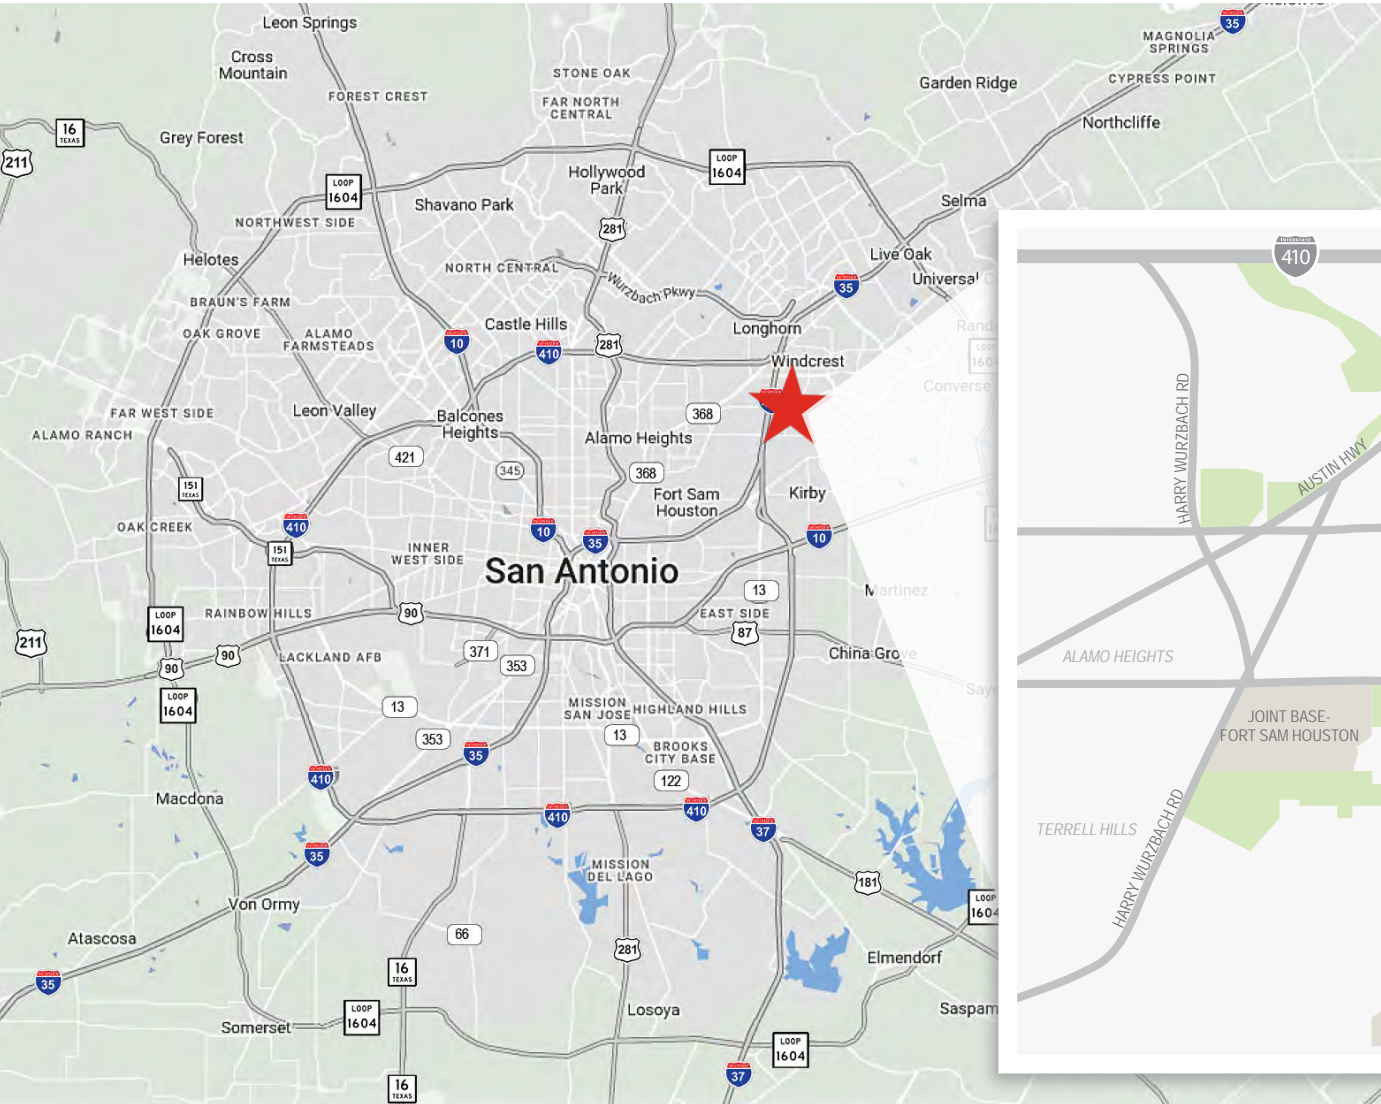 Leon Springs
35
MAGNOLIA
SPRINGS
Cross
Mountain
STONE OAK
CYPRESS POINT
Garden Ridge
FOREST CREST
FAR NORTH
CENTRAL
Northcliffe
16
TEXAS
Grey Forest
211
Hollywood
Park
LOOP
1604
LOOP
1604
Shavano Park
Selma
NORTHWEST SIDE
281
Helotes
NORTH CENTRAL
Live Oak
Universal C
Wurzbach Pkwy
35
BRAUN'S FARM
OAK GROVE
ALAMO
FARMSTEADS
Castle Hills
Longhorn
10
410
281
Windcrest
Converse
FAR WEST SIDE
Leon Valley
Balcones
Heights
368
ALAMO RANCH
Alamo Heights
421
345
368
151
TEXAS
Fort Sam
Houston
Kirby
OAK CREEK
410
10
35
10
151
TEXAS
INNER
WEST SIDE
San Antonio
13
Martinez
RAINBOW HILLS
90
EAST SIDE
87
LOOP
1604
211
90
90
LACKLAND AFB
371
353
China Grove
LOOP
1604
13
MISSION
SAN JOSE
HIGHLAND HILLS
353
13
35
BROOKS
CITY BASE
410
122
Macdona
410
410
37
35
MISSION
DEL LAGO
181
Von Ormy
LOOP
1604
Atascosa
66
281
Elmendorf
35
16
TEXAS
Losoya
Saspam
Somerset
LOOP
1604
LOOP
1604
37
16
TEXAS
INTERSTATE
410
HARRY WURZBACH RD
AUSTIN HWY
ALAMO HEIGHTS
JOINT BASE-
FORT SAM HOUSTON
TERRELL HILLS
HARRY WURZBACH RD